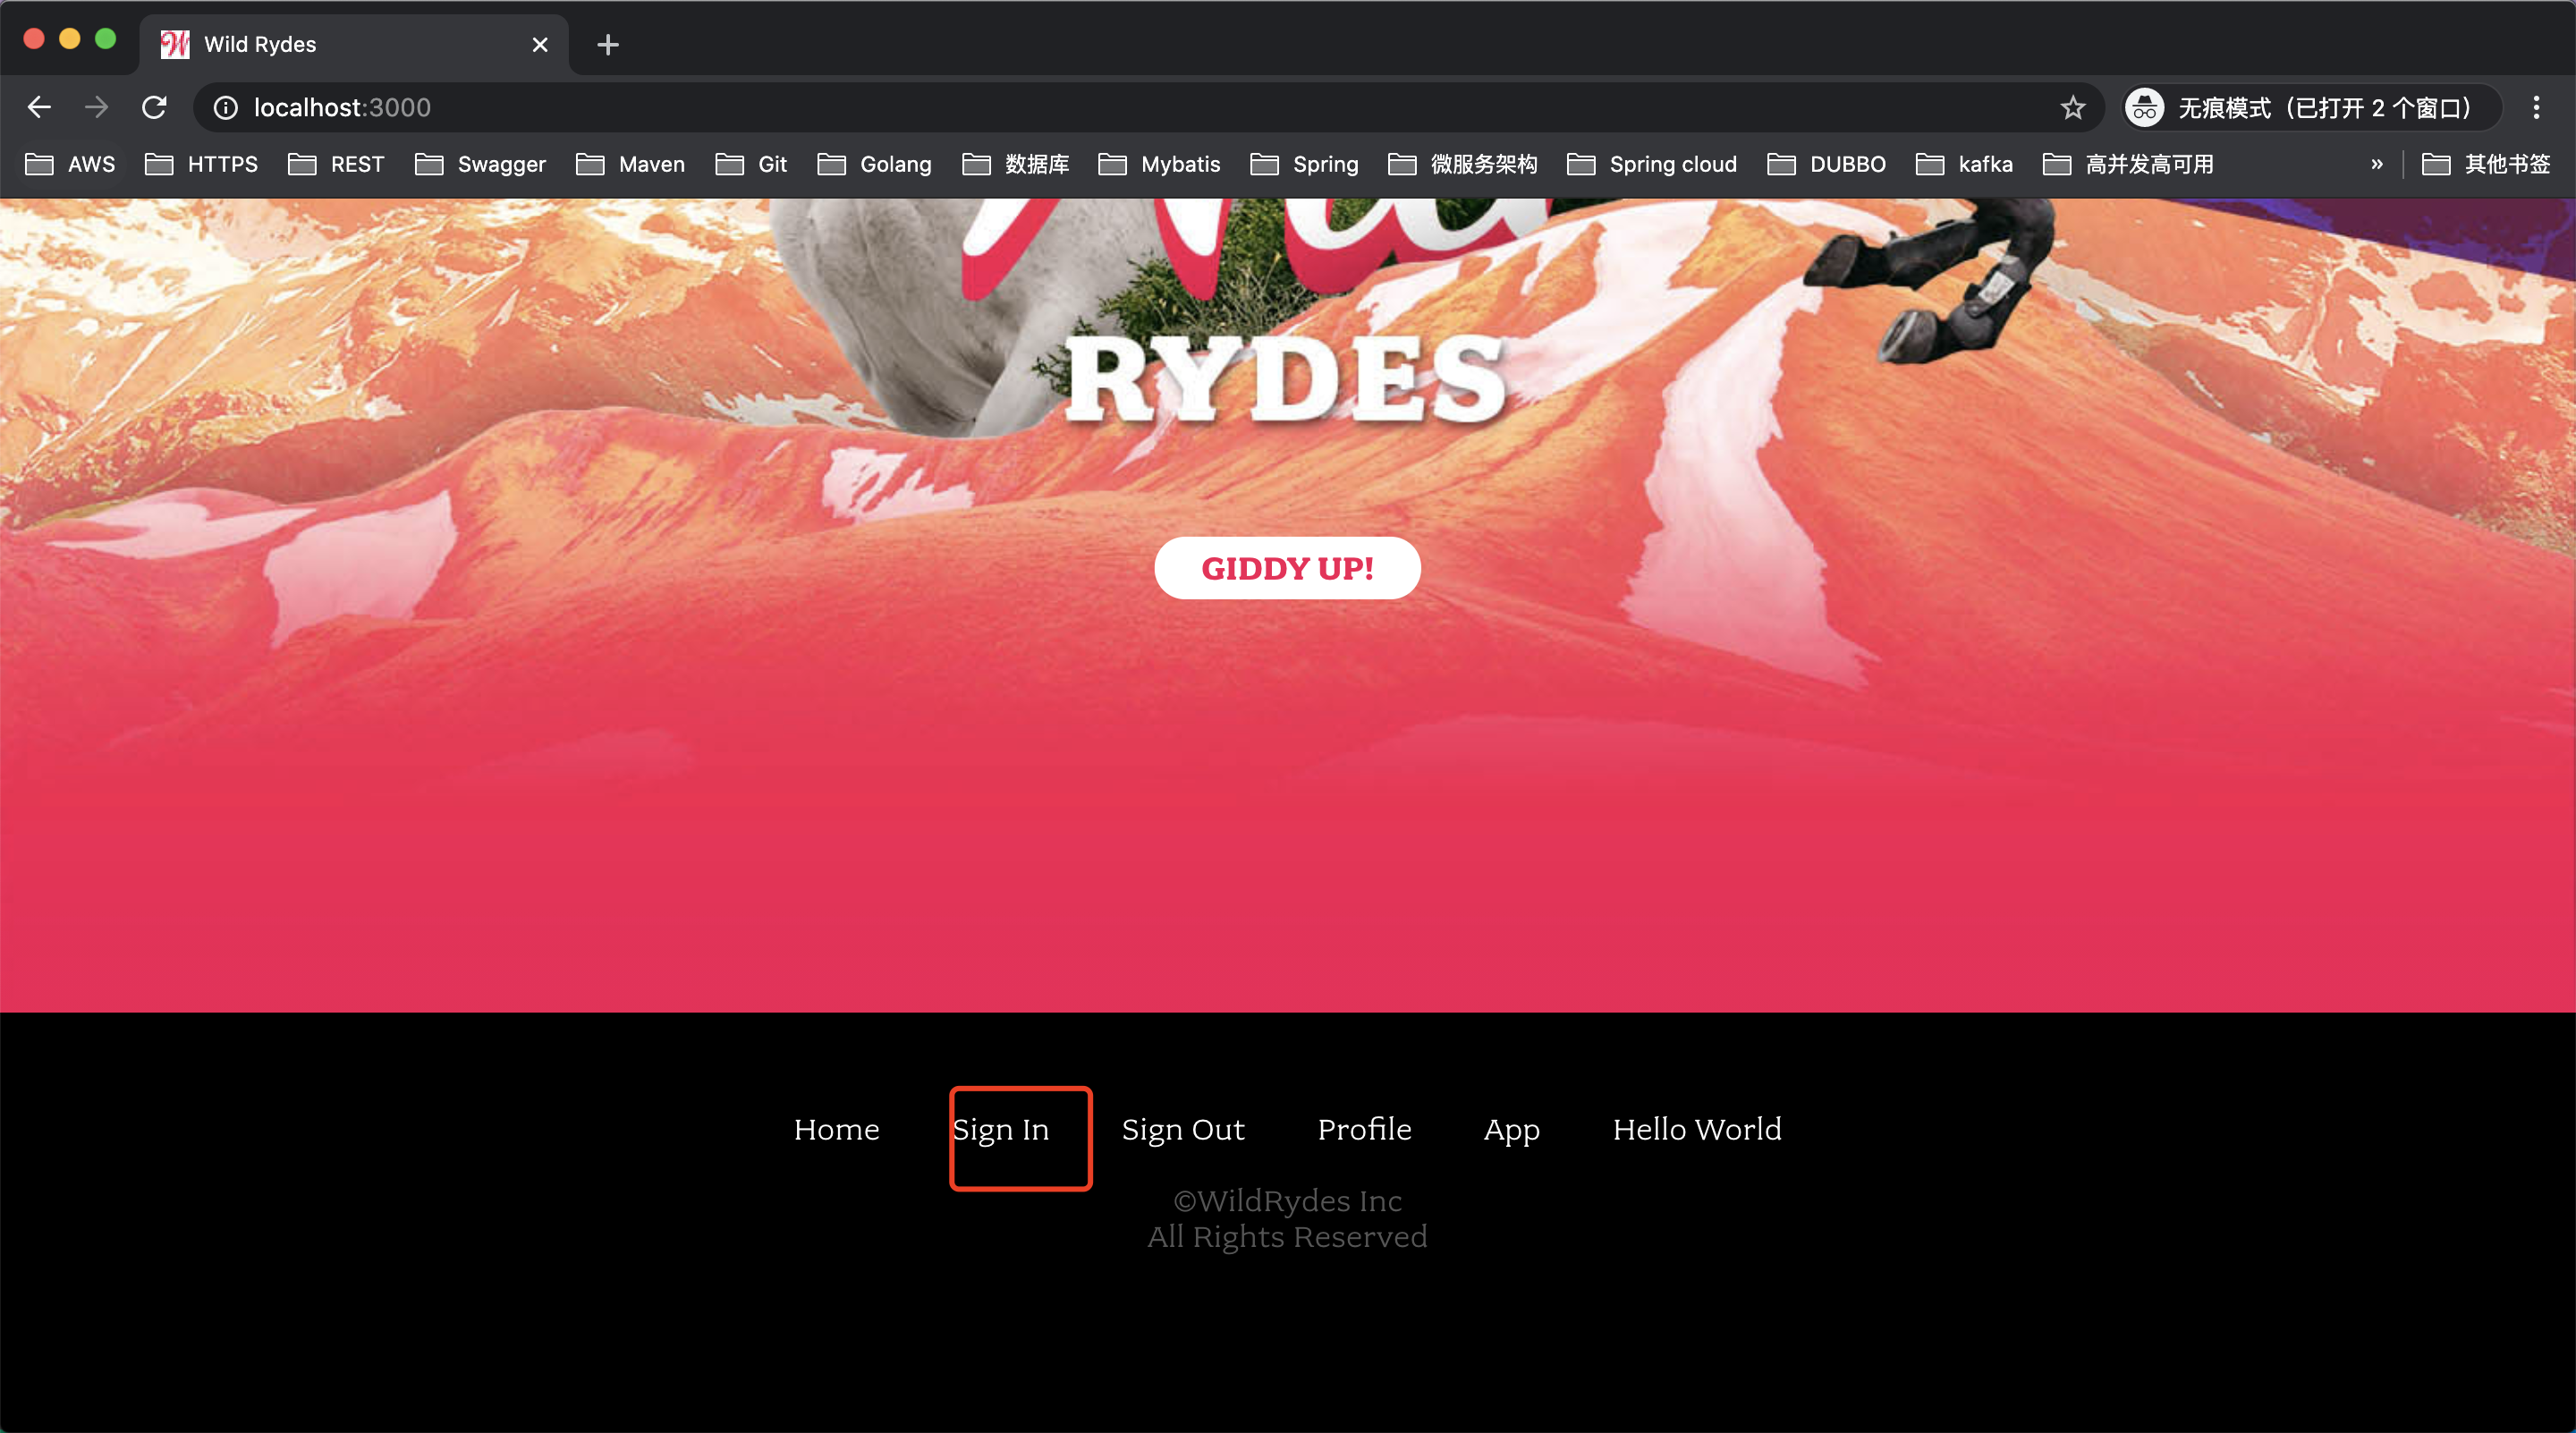 Wild Rydes
localhost:3000
无痕模式（已打开 2 个窗口）
AWS HTTPS REST Swagger Maven Git Golang 数据库 Mybatis Spring 微服务架构 Spring cloud DUBBO kafka 高并发高可用 » 其他书签
RYDES
GIDDY UP!
Home Sign In Sign Out Profile App Hello World
©WildRydes Inc
All Rights Reserved